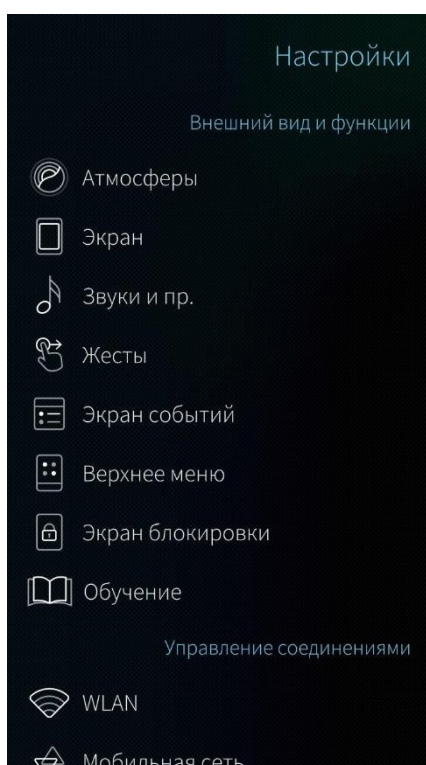 Настройки
Внешний вид и функции
Атмосферы
Экран
Звуки и пр.
Жесты
Экран событий
Верхнее меню
Экран блокировки
Обучение
Управление соединениями
WLAN
Мобильная сеть